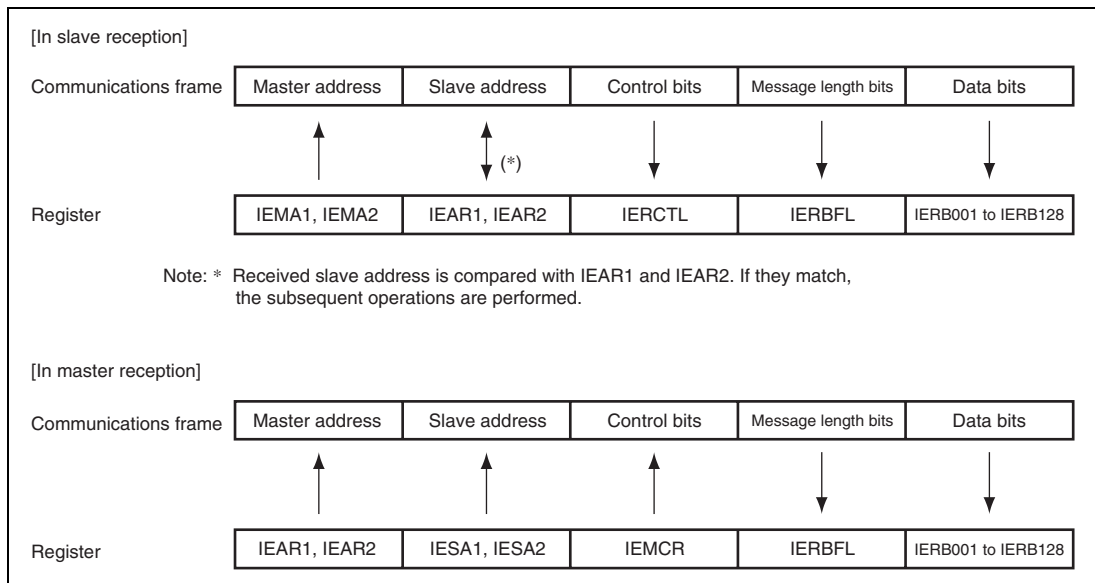 [In slave reception]
Communications frame Master address Slave address Control bits Message length bits Data bits
(*)
Register IEMA1, IEMA2 IEAR1, IEAR2 IERCTL IERBFL IERB001 to IERB128
Note: * Received slave address is compared with IEAR1 and IEAR2. If they match,
the subsequent operations are performed.
[In master reception]
Communications frame Master address Slave address Control bits Message length bits Data bits
Register IEAR1, IEAR2 IESA1, IESA2 IEMCR IERBFL IERB001 to IERB128